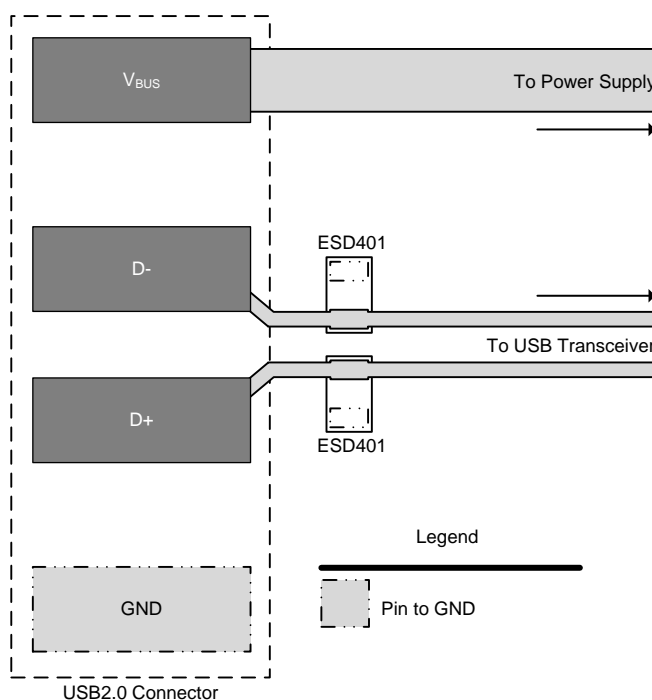 VBUS
To Power Supply
D-
ESD401
To USB Transceiver
D+
ESD401
Legend
GND
Pin to GND
USB2.0 Connector